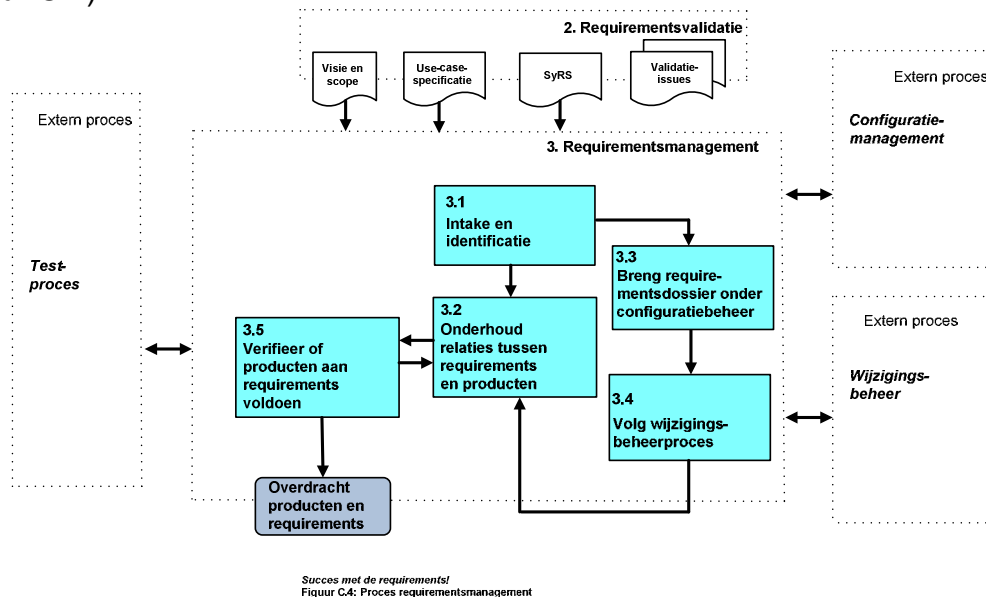 2. Requirementsvalidatie
Visie en
scope
Use-case-
specificatie
SyRS
Validatie-
issues
Extern proces
Test-
proces
Extern proces
Configuratie-
management
3. Requirementsmanagement
3.1
Intake en
identificatie
3.3
Breng require-
mentsdossier onder
configuratiebeheer
3.2
Onderhoud
relaties tussen
requirements
en producten
3.5
Verifieer of
producten aan
requirements
voldoen
3.4
Volg wijzigings-
beheerproces
Extern proces
Wijzigings-
beheer
Overdracht
producten en
requirements
Succes met de requirements!
Figuur C.4: Proces requirementsmanagement